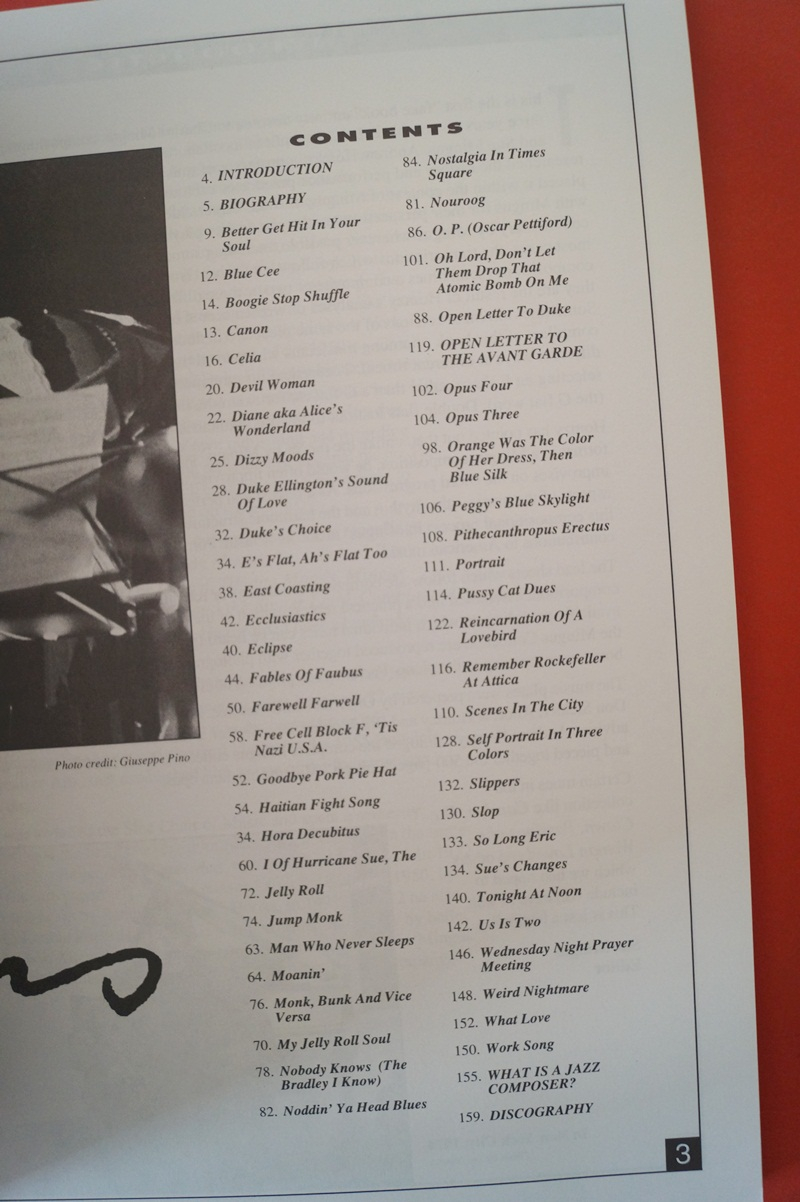 CONTENTS
4. INTRODUCTION
5. BIOGRAPHY
9. Better Get Hit In Your
Soul
12. Blue Cee
14. Boogie Stop Shuffle
13. Canon
16. Celia
20. Devil Woman
22. Diane aka Alice's
Wonderland
25. Dizzy Moods
28. Duke Ellington's Sound
Of Love
32. Duke's Choice
34. E's Flat, Ah's Flat Too
38. East Coasting
42. Ecclusiastics
40. Eclipse
44. Fables Of Faubus
50. Farewell Farwell
58. Free Cell Block F, ‘Tis
Nazi U.S.A.
52. Goodbye Pork Pie Hat
54. Haitian Fight Song
34. Hora Decubitus
60. I Of Hurricane Sue, The
72. Jelly Roll
74. Jump Monk
63. Man Who Never Sleeps
64. Moanin'
76. Monk, Bunk And Vice
Versa
70. My Jelly Roll Soul
78. Nobody Knows (The
Bradley I Know)
82. Noddin' Ya Head Blues
84. Nostalgia In Times
Square
81. Nouroog
86. O. P. (Oscar Pettiford)
101. Oh Lord, Don't Let
Them Drop That
Atomic Bomb On Me
88. Open Letter To Duke
119. OPEN LETTER TO
THE AVANT GARDE
102. Opus Four
104. Opus Three
98. Orange Was The Color
Of Her Dress, Then
Blue Silk
106. Peggy's Blue Skylight
108. Pithecanthropus Erectus
111. Portrait
114. Pussy Cat Dues
122. Reincarnation Of A
Lovebird
116. Remember Rockefeller
At Attica
110. Scenes In The City
128. Self Portrait In Three
Colors
132. Slippers
130. Slop
133. So Long Eric
134. Sue's Changes
140. Tonight At Noon
142. Us Is Two
146. Wednesday Night Prayer
Meeting
148. Weird Nightmare
152. What Love
150. Work Song
155. WHAT IS A JAZZ
COMPOSER?
159. DISCOGRAPHY
Photo credit: Giuseppe Pino
3